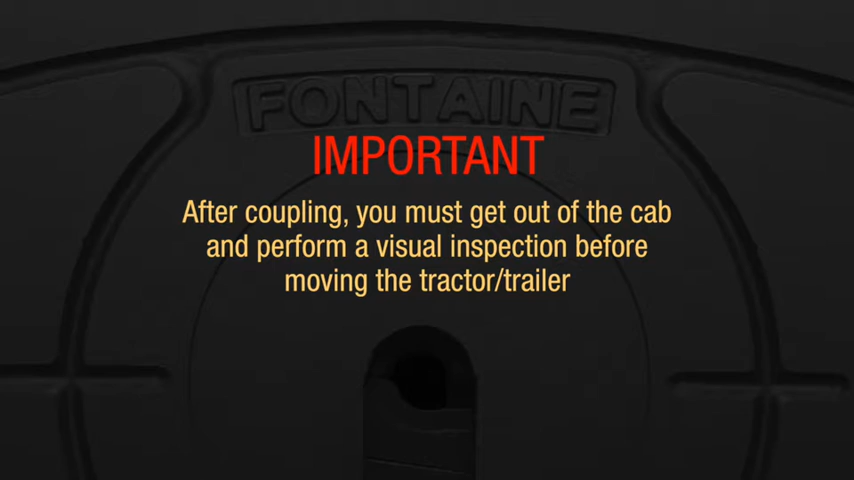 FONTAINE
IMPORTANT
After coupling, you must get out of the cab
and perform a visual inspection before
moving the tractor/trailer